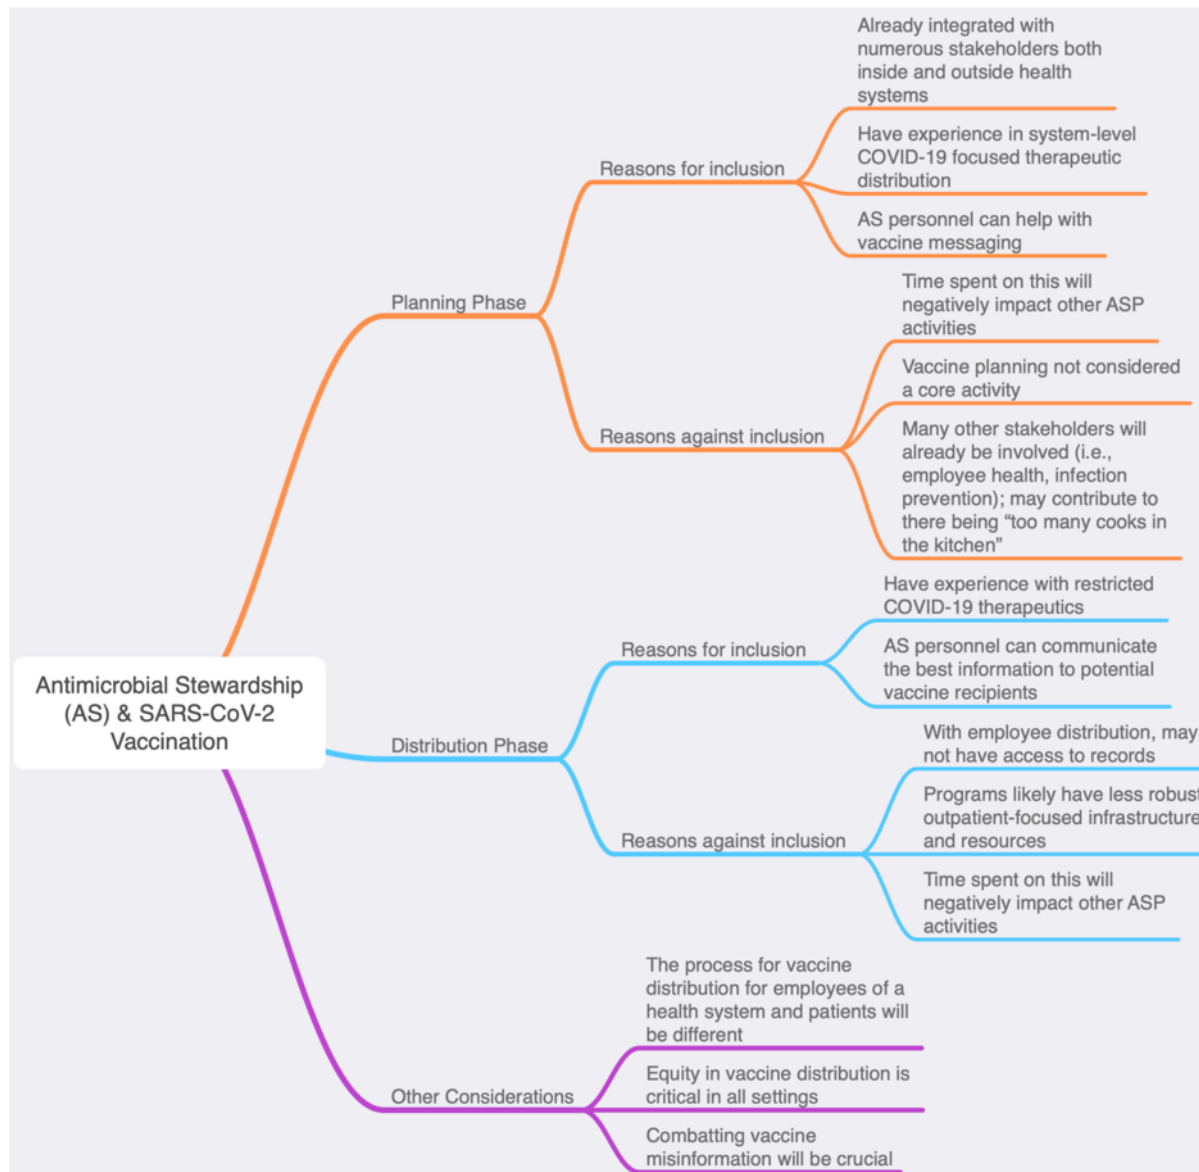 Already integrated with
numerous stakeholders both
inside and outside health
systems
Have experience in system-level
COVID-19 focused therapeutic
distribution
AS personnel can help with
vaccine messaging
Reasons for inclusion
Planning Phase
Time spent on this will
negatively impact other ASP
activities
Vaccine planning not considered
a core activity
Many other stakeholders will
already be involved (i.e.,
employee health, infection
prevention); may contribute to
there being “too many cooks in
the kitchen”
Reasons against inclusion
Have experience with restricted
COVID-19 therapeutics
AS personnel can communicate
the best information to potential
vaccine recipients
Reasons for inclusion
Antimicrobial Stewardship
(AS) & SARS-CoV-2
Vaccination
Distribution Phase
With employee distribution, may
not have access to records
Programs likely have less robust
outpatient-focused infrastructure
and resources
Time spent on this will
negatively impact other ASP
activities
Reasons against inclusion
The process for vaccine
distribution for employees of a
health system and patients will
be different
Equity in vaccine distribution is
critical in all settings
Combatting vaccine
misinformation will be crucial
Other Considerations